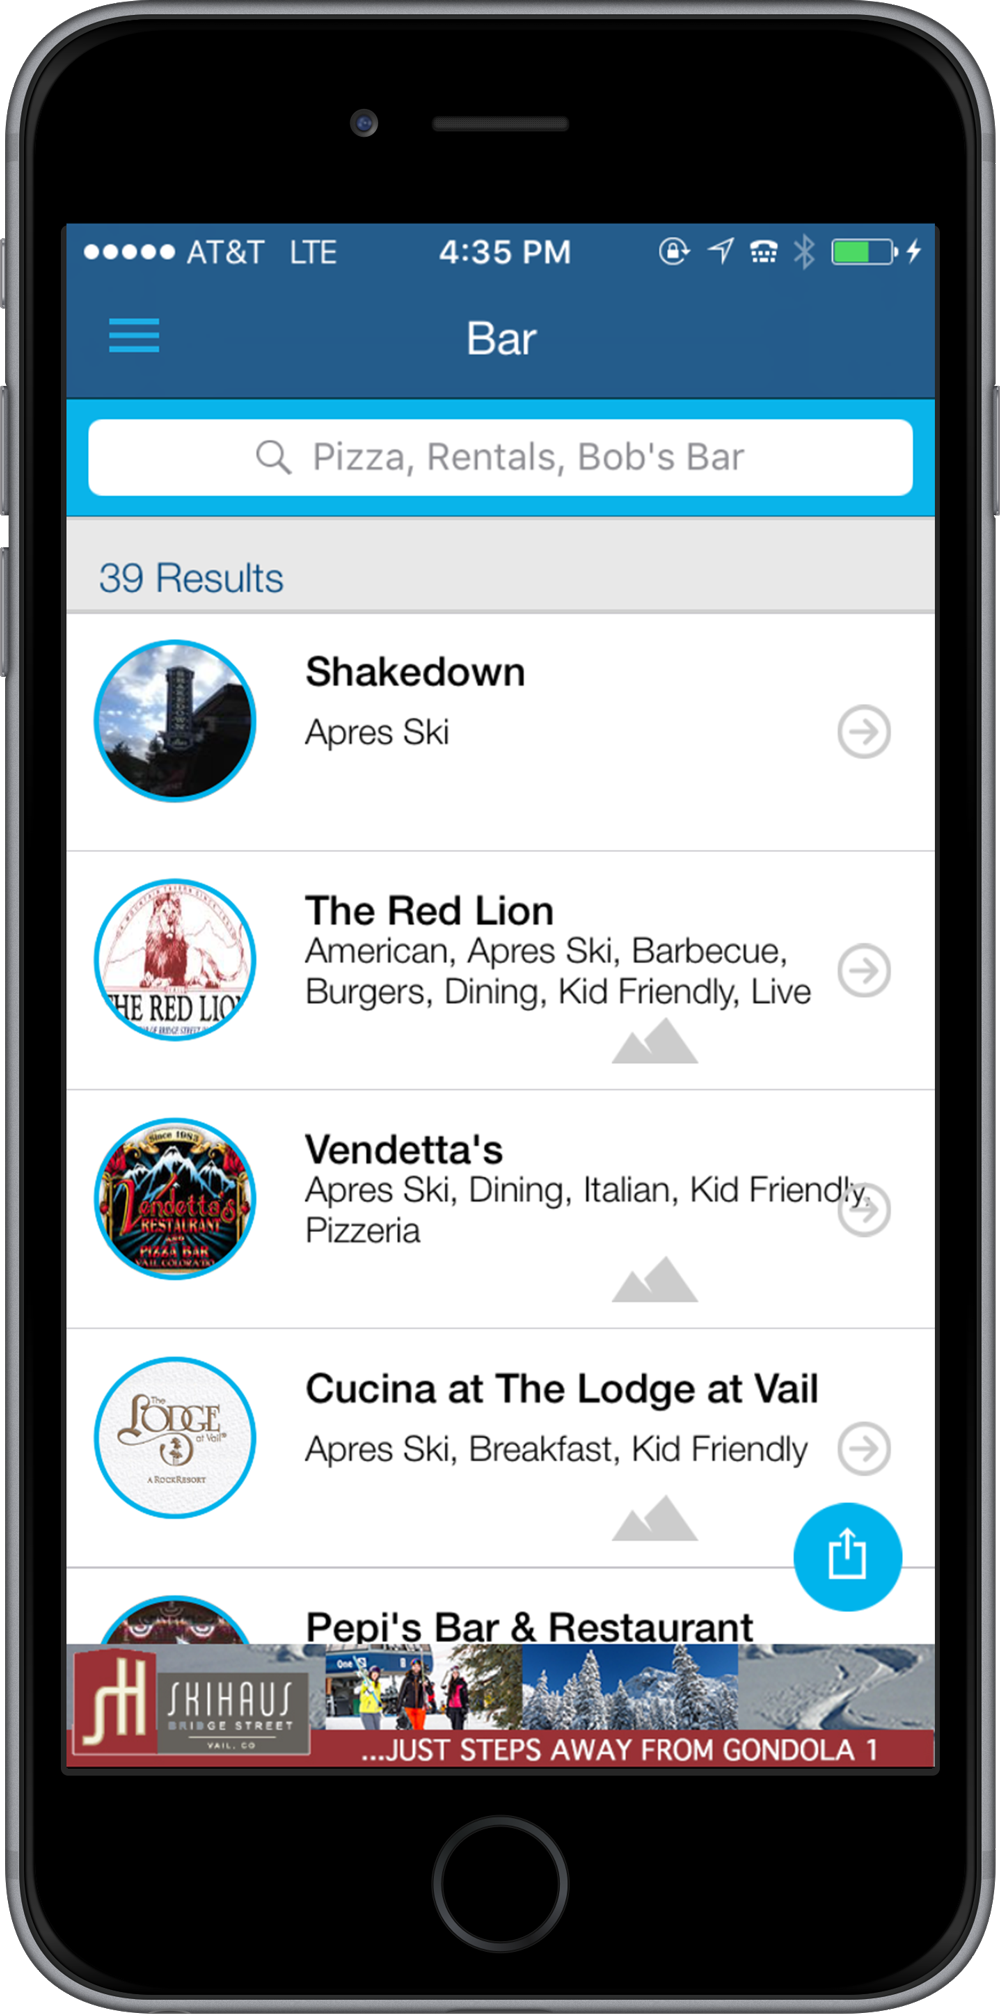 AT&T LTE 4:35 PM
Bar
Pizza, Rentals, Bob's Bar
39 Results
SHAKEDOWN
Shakedown
Apres Ski
The Red Lion
American, Apres Ski, Barbecue,
Burgers, Dining, Kid Friendly, Live
THE RED LION
Since 1983
Vendetta's
RESTAURANT
AND
PIZZA BAR
VAIL COLORADO
Vendetta's
Apres Ski, Dining, Italian, Kid Friendly,
Pizzeria
The
LODGE
at Vail®
A ROCKRESORT
Cucina at The Lodge at Vail
Apres Ski, Breakfast, Kid Friendly
Pepi's Bar & Restaurant
SH
SKIHAUS
BRIDGE STREET
VAIL, CO
One
...JUST STEPS AWAY FROM GONDOLA 1